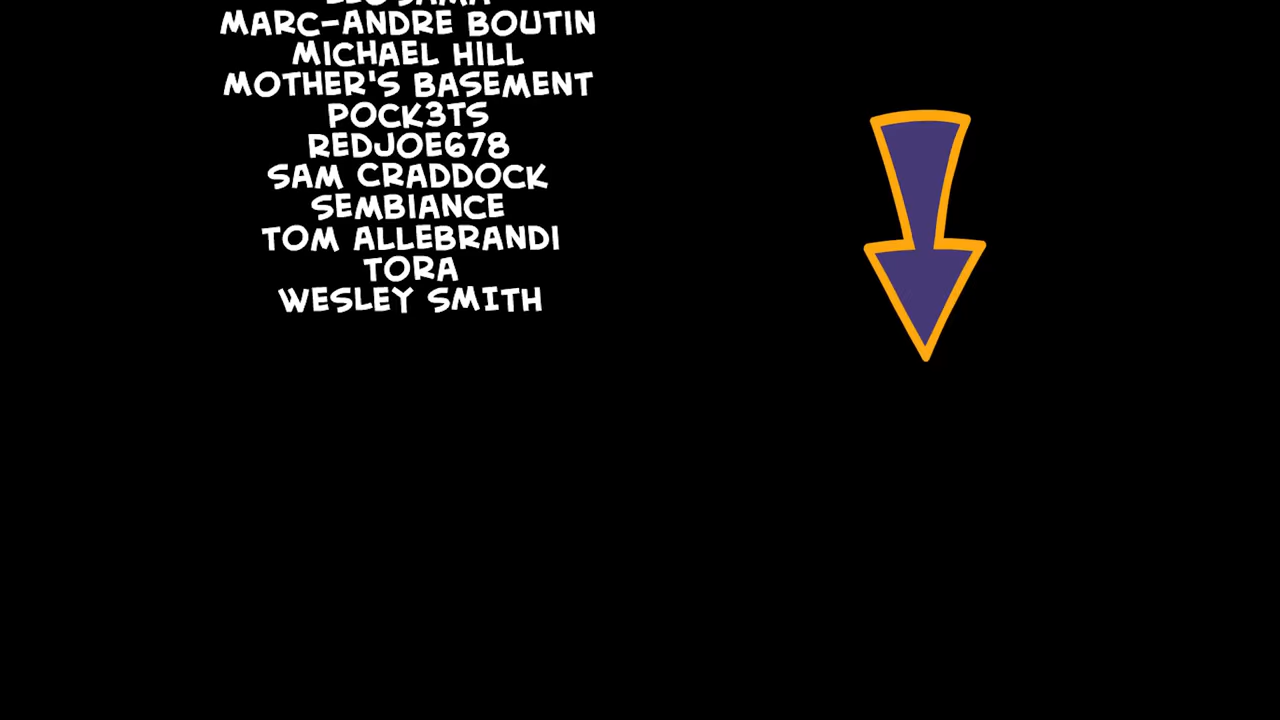 MARC-ANDRE BOUTIN
MICHAEL HILL
MOTHER'S BASEMENT
POCK3TS
REDJOE678
SAM CRADDOCK
SEMBIANCE
TOM ALLEBRANDI
TORA
WESLEY SMITH